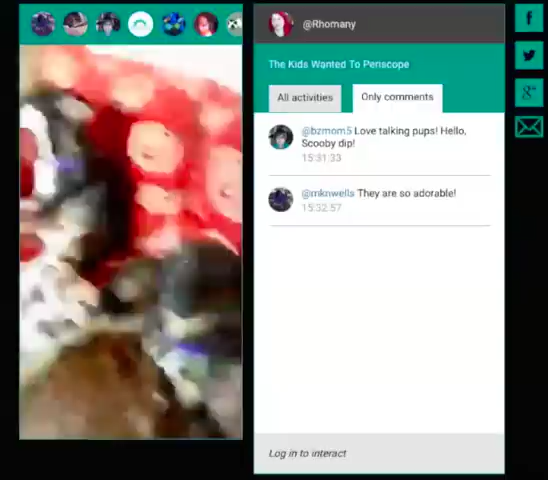 @Rhomany
The Kids Wanted To Periscope
All activities
Only comments
@bzmom5 Love talking pups! Hello,
Scooby dip!
15:31:33
@mknwells They are so adorable!
15:32:57
Log in to interact
f
g+